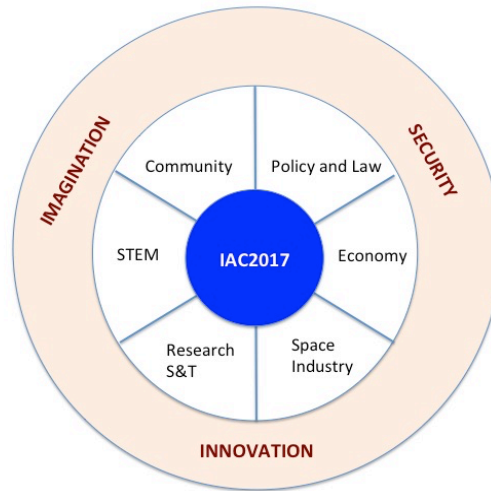 IMAGINATION
SECURITY
Community
Policy and Law
STEM
IAC2017
Economy
Research
S&T
Space
Industry
INNOVATION